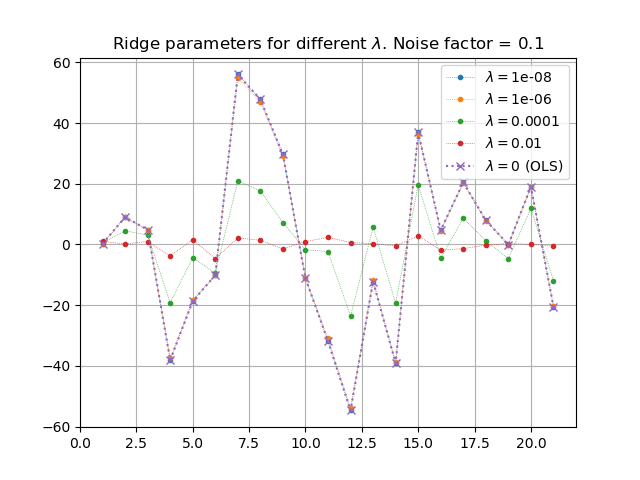 Ridge parameters for different λ. Noise factor = 0.1
λ = 1e-08
λ = 1e-06
λ = 0.0001
λ = 0.01
λ = 0 (OLS)
60
40
20
0
−20
−40
−60
0.0 2.5 5.0 7.5 10.0 12.5 15.0 17.5 20.0